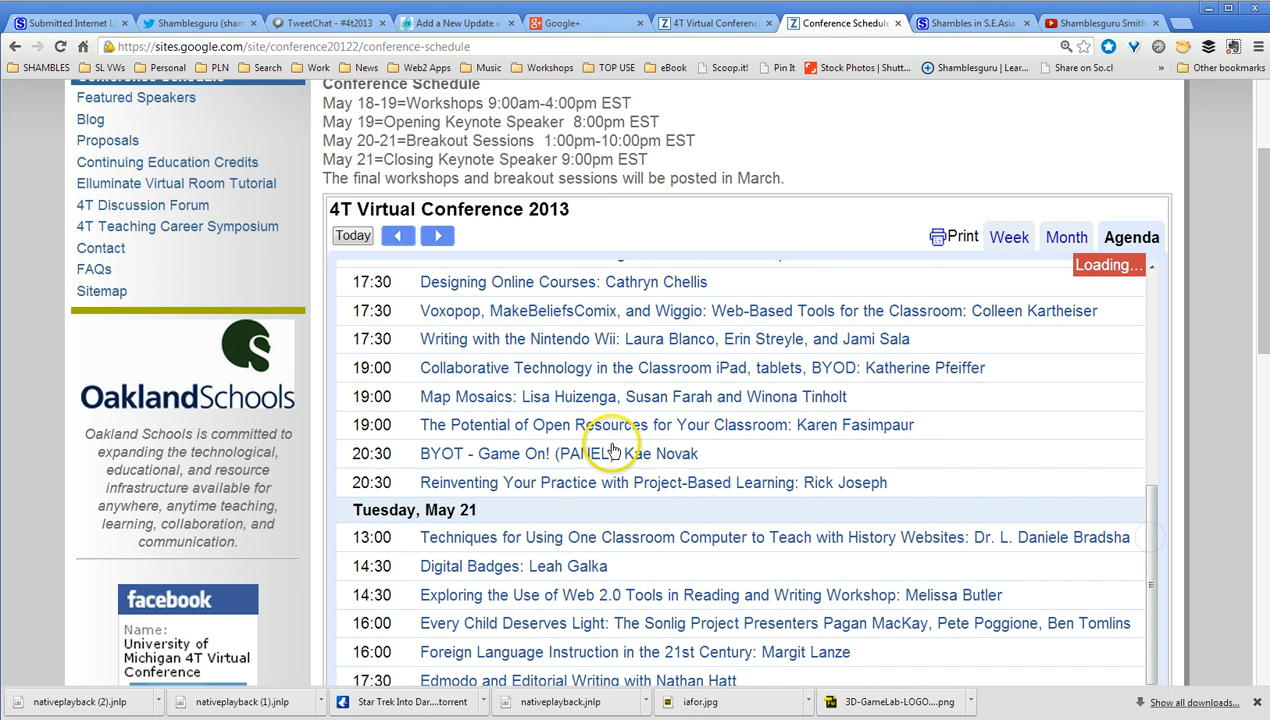 Submitted Internet L
Shamblesguru (sham
TweetChat - #4t2013
Add a New Update »
Google+
4T Virtual Conferenc
Conference Schedule
Shambles in S.E.Asia
Shamblesguru Smith
https://sites.google.com/site/conference20122/conference-schedule
SHAMBLES
SL VWs
Personal
PLN
Search
Work
News
Web2 Apps
Music
Workshops
TOP USE
eBook
Scoop.it!
Pin It
Stock Photos | Shutt...
Shamblesguru | Lear...
Share on So.cl
»
Other bookmarks
Conference Schedule
Featured Speakers
Blog
Proposals
Continuing Education Credits
Elluminate Virtual Room Tutorial
4T Discussion Forum
4T Teaching Career Symposium
Contact
FAQs
Sitemap
OaklandSchools
Oakland Schools is committed to
expanding the technological,
educational, and resource
infrastructure available for
anywhere, anytime teaching,
learning, collaboration, and
communication.
facebook
Name:
University of
Michigan 4T Virtual
Conference
Conference Schedule
May 18-19=Workshops 9:00am-4:00pm EST
May 19=Opening Keynote Speaker 8:00pm EST
May 20-21=Breakout Sessions 1:00pm-10:00pm EST
May 21=Closing Keynote Speaker 9:00pm EST
The final workshops and breakout sessions will be posted in March.
4T Virtual Conference 2013
Today
Print
Week
Month
Agenda
Loading...
17:30 Designing Online Courses: Cathryn Chellis
17:30 Voxopop, MakeBeliefsComix, and Wiggio: Web-Based Tools for the Classroom: Colleen Kartheiser
17:30 Writing with the Nintendo Wii: Laura Blanco, Erin Streyle, and Jami Sala
19:00 Collaborative Technology in the Classroom iPad, tablets, BYOD: Katherine Pfeiffer
19:00 Map Mosaics: Lisa Huizenga, Susan Farah and Winona Tinholt
19:00 The Potential of Open Resources for Your Classroom: Karen Fasimpaur
20:30 BYOT - Game On! (PANEL) Kae Novak
20:30 Reinventing Your Practice with Project-Based Learning: Rick Joseph
Tuesday, May 21
13:00 Techniques for Using One Classroom Computer to Teach with History Websites: Dr. L. Daniele Bradsha
14:30 Digital Badges: Leah Galka
14:30 Exploring the Use of Web 2.0 Tools in Reading and Writing Workshop: Melissa Butler
16:00 Every Child Deserves Light: The Sonlig Project Presenters Pagan MacKay, Pete Poggione, Ben Tomlins
16:00 Foreign Language Instruction in the 21st Century: Margit Lanze
17:30 Edmodo and Editorial Writing with Nathan Hatt
nativeplayback (2).jnlp
nativeplayback (1).jnlp
Star Trek Into Dar....torrent
nativeplayback.jnlp
iafor.jpg
3D-GameLab-LOGO....png
Show all downloads...